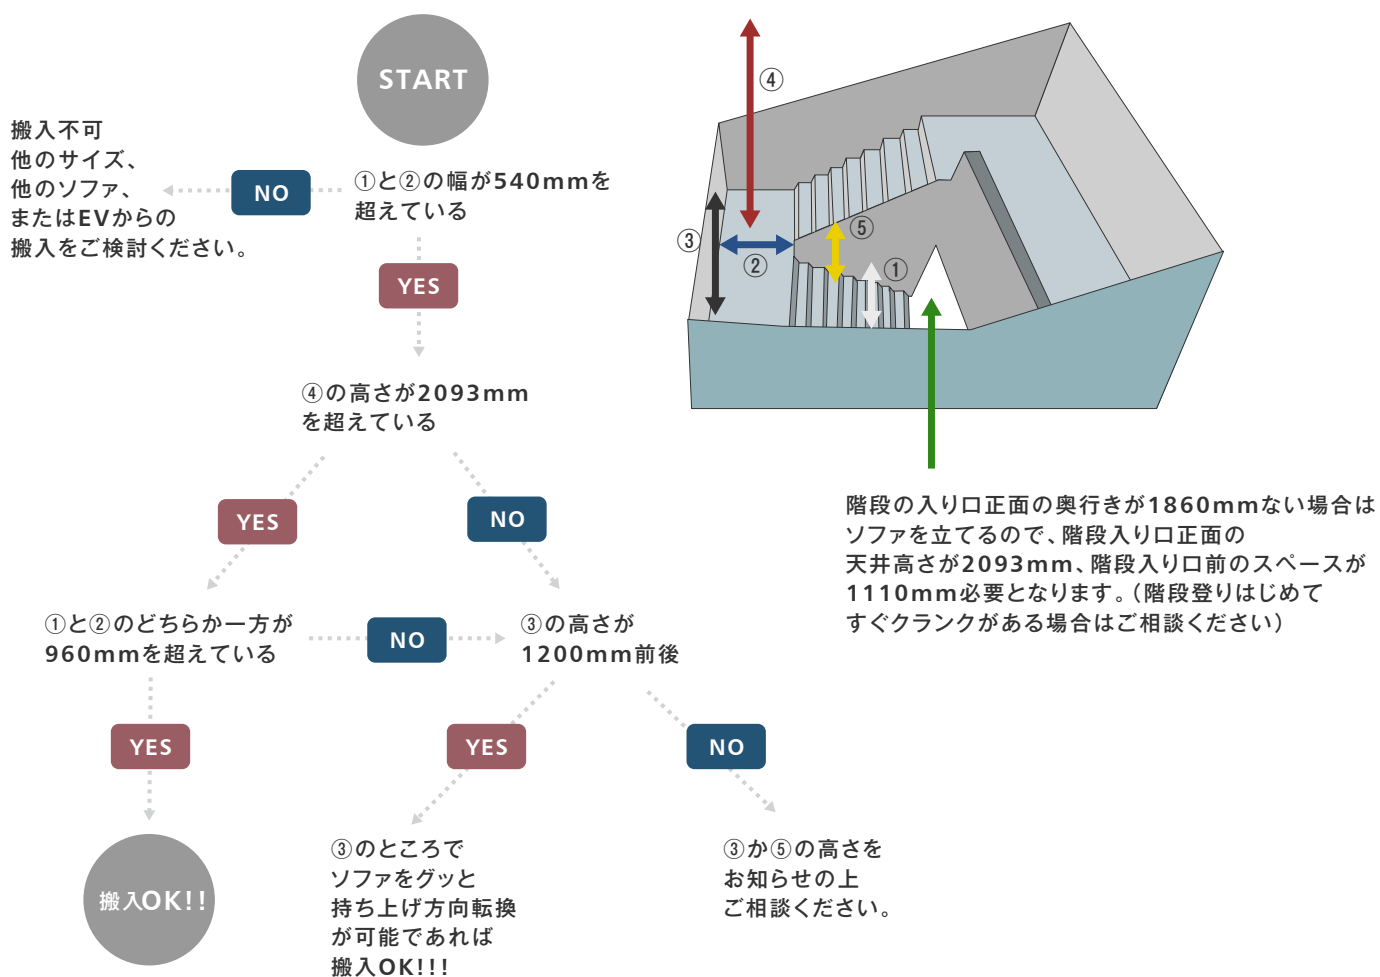 START
搬入不可
他のサイズ、
他のソファ、
またはEVからの
搬入をご検討ください。
NO
①と②の幅が540mmを
超えている
YES
④の高さが2093mm
を超えている
YES
NO
①と②のどちらか一方が
960mmを超えている
NO
③の高さが
1200mm前後
YES
YES
NO
搬入OK!!
③のところで
ソファをグッと
持ち上げ方向転換
が可能であれば
搬入OK!!!
③か⑤の高さを
お知らせの上
ご相談ください。
④
③
②
⑤
①
階段の入り口正面の奥行きが1860mmない場合は
ソファを立てるので、階段入り口正面の
天井高さが2093mm、階段入り口前のスペースが
1110mm必要となります。（階段登りはじめて
すぐクランクがある場合はご相談ください）